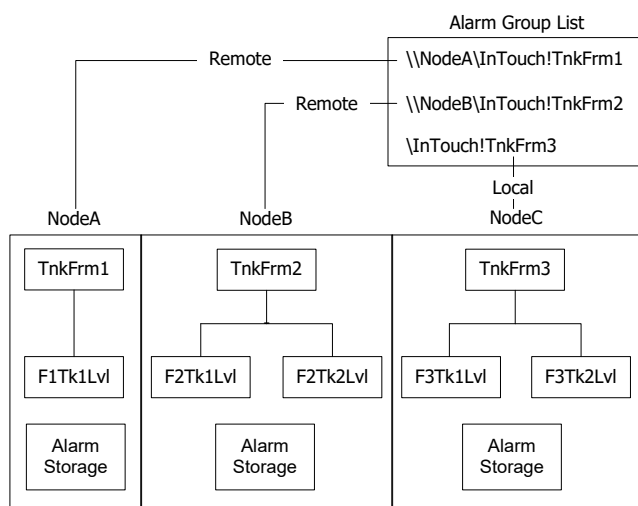 Alarm Group List
Remote
\\NodeA\InTouch!TnkFrm1
Remote
\\NodeB\InTouch!TnkFrm2
\InTouch!TnkFrm3
Local
NodeA
NodeB
NodeC
TnkFrm1
TnkFrm2
TnkFrm3
F1Tk1Lvl
F2Tk1Lvl
F2Tk2Lvl
F3Tk1Lvl
F3Tk2Lvl
Alarm
Storage
Alarm
Storage
Alarm
Storage